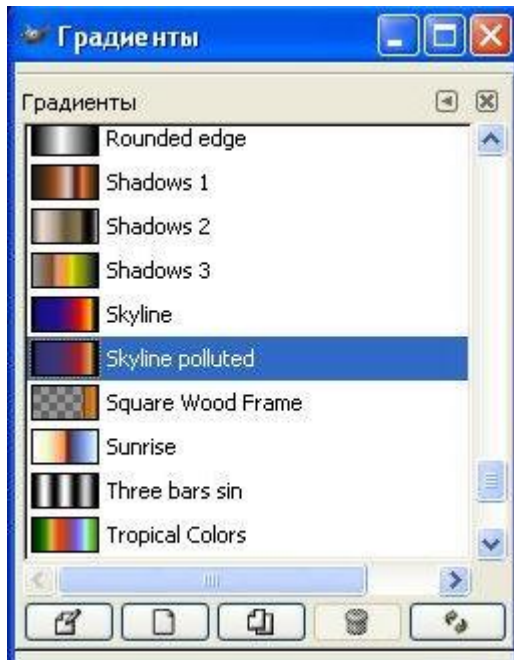 Градиенты
Градиенты
Rounded edge
Shadows 1
Shadows 2
Shadows 3
Skyline
Skyline polluted
Square Wood Frame
Sunrise
Three bars sin
Tropical Colors